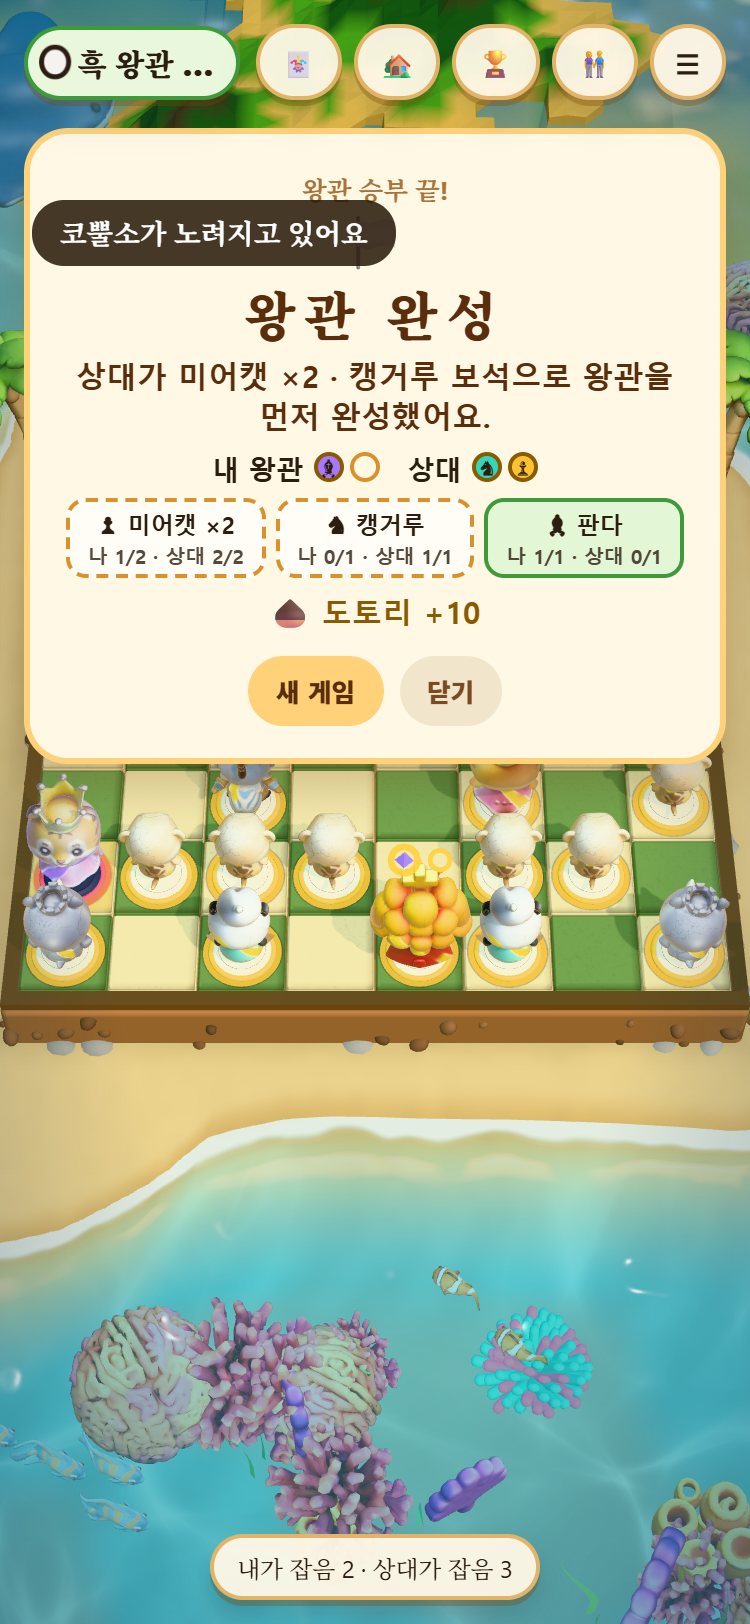 흑 왕관 ...
왕관 승부 끝!
코뿔소가 노려지고 있어요
왕관 완성
상대가 미어캣 ×2 · 캥거루 보석으로 왕관을
먼저 완성했어요.
내 왕관 상대
미어캣 ×2
나 1/2 · 상대 2/2
캥거루
나 0/1 · 상대 1/1
판다
나 1/1 · 상대 0/1
도토리 +10
새 게임
닫기
내가 잡음 2 · 상대가 잡음 3